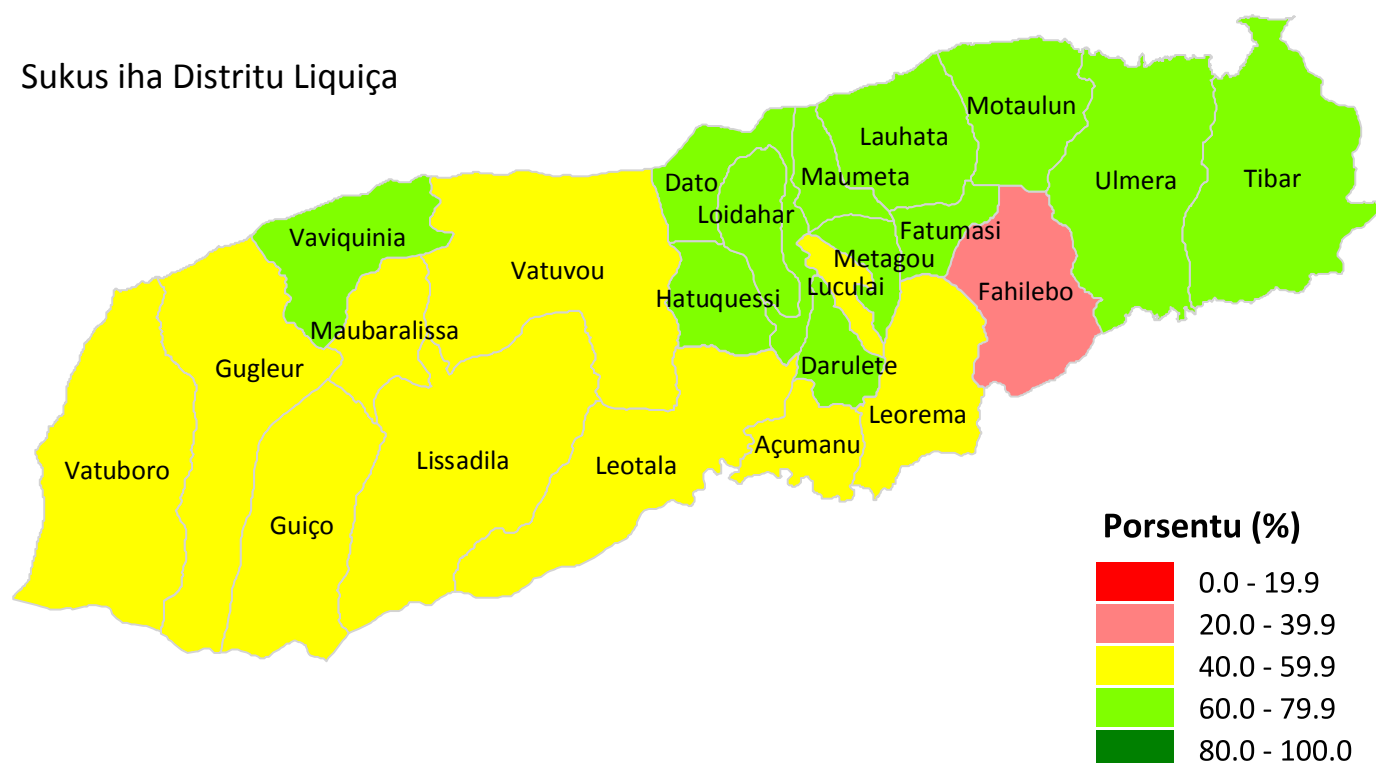 Sukus iha Distritu Liquiça
Motaulun
Lauhata
Maumeta
Dato
Ulmera
Tibar
Loidahar
Fatumasi
Vaviquinia
Metagou
Vatuvou
Luculai
Fahilebo
Hatuquessi
Maubaralissa
Gugleur
Darulete
Leorema
Açumanu
Lissadila
Leotala
Vatuboro
Guiço
Porsentu (%)
0.0 - 19.9
20.0 - 39.9
40.0 - 59.9
60.0 - 79.9
80.0 - 100.0